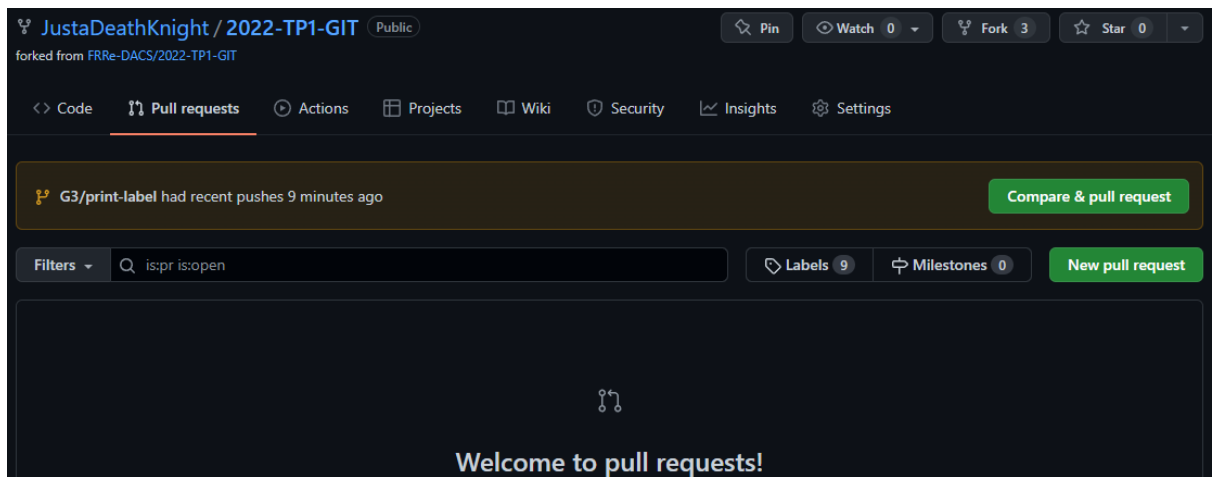 JustaDeathKnight / 2022-TP1-GIT Public Pin Watch 0 Fork 3 Star 0
forked from FRRe-DACS/2022-TP1-GIT
<> Code Pull requests Actions Projects Wiki Security Insights Settings
G3/print-label had recent pushes 9 minutes ago Compare & pull request
Filters is:pr is:open Labels 9 Milestones 0 New pull request
Welcome to pull requests!